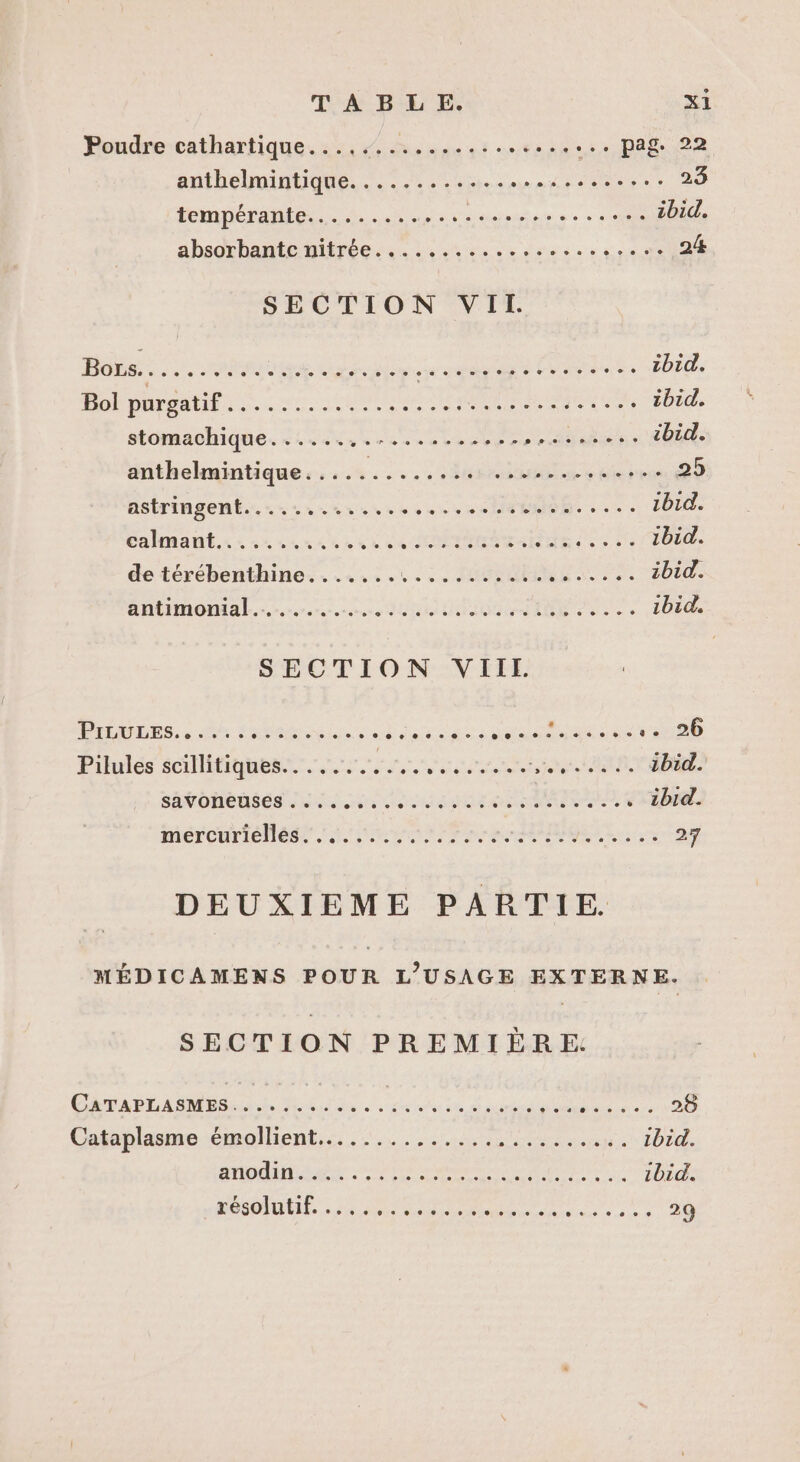 TABLE. xi
Poudre cathartique............................ pag. 22
anthelmintique............................ 23
tempérante............................ ibid.
absorbante nitrée............................ 24
SECTION VII.
BOLS............................ ibid.
Bol purgatif............................ ibid.
stomachique............................ ibid.
anthelmintique............................ 25
astringent............................ ibid.
calmant............................ ibid.
de térébenthine............................ ibid.
antimonial............................ ibid.
SECTION VIII.
PILULES............................ 26
Pilules scillitiques............................ ibid.
savoneuses............................ ibid.
mercurielles............................ 27
DEUXIEME PARTIE.
MÉDICAMENS POUR L'USAGE EXTERNE.
SECTION PREMIÈRE.
CATAPLASMES............................ 28
Cataplasme émollient............................ ibid.
anodin............................ ibid.
résolutif............................ 29